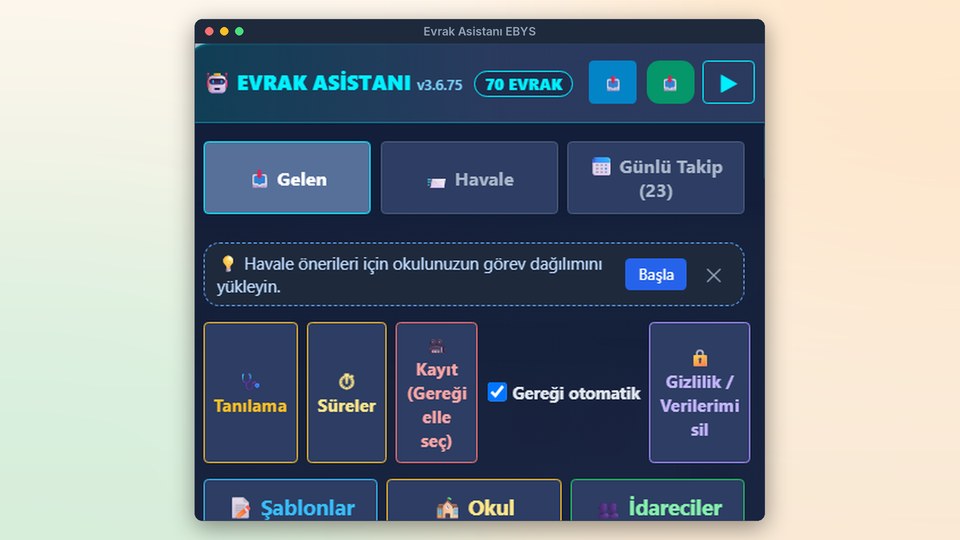 Evrak Asistanı EBYS
EVRAK ASİSTANI v3.6.75 70 EVRAK
Gelen
Havale
Günlü Takip
(23)
Havale önerileri için okulunuzun görev dağılımını
yükleyin.
Başla
Tanılama
Süreler
Kayıt
(Gereği
elle
seç)
Gereği otomatik
Gizlilik /
Verilerimi
sil
Şablonlar
Okul
İdareciler